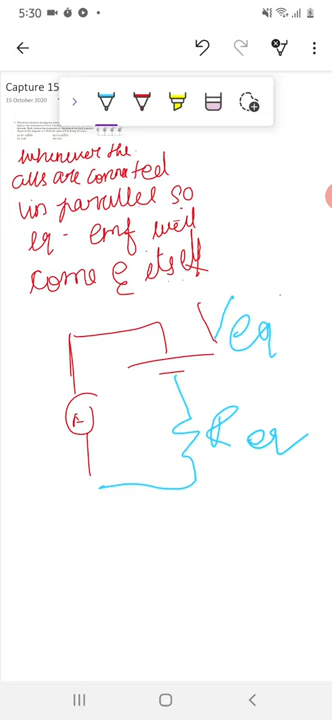 5:30
Capture 15
15 October 2020
Whenever the
cells are connected
in parallel so
eq- emf will
come ξ itself
Veq
A
R eq